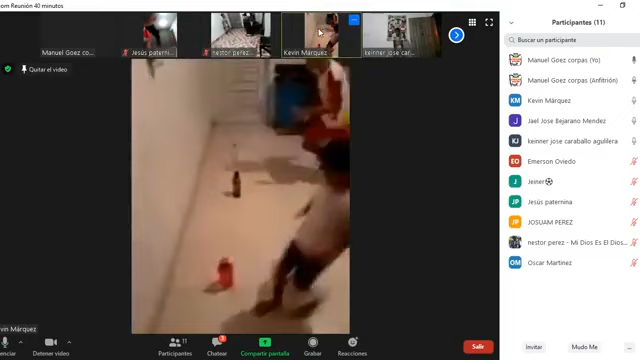 om Reunión 40 minutos
Manuel Goez co...
Jesús paterni...
nestor perez...
Kevin Márquez
keinner jose car...
Quitar el video
Participantes (11)
Buscar un participante
Manuel Goez corpas (Yo)
Manuel Goez corpas (Anfitrión)
KM Kevin Márquez
J Jael Jose Bejarano Mendez
KJ keinner jose caraballo agulilera
EO Emerson Oviedo
J Jeiner⚽
JP Jesús paternina
JP JOSUAM PEREZ
nestor perez - Mi Dios Es El Dios...
OM Oscar Martinez
vin Márquez
enciar
Detener video
11
Participantes
Chatear
Compartir pantalla
Grabar
Reacciones
Salir
Invitar
Mudo Me
...